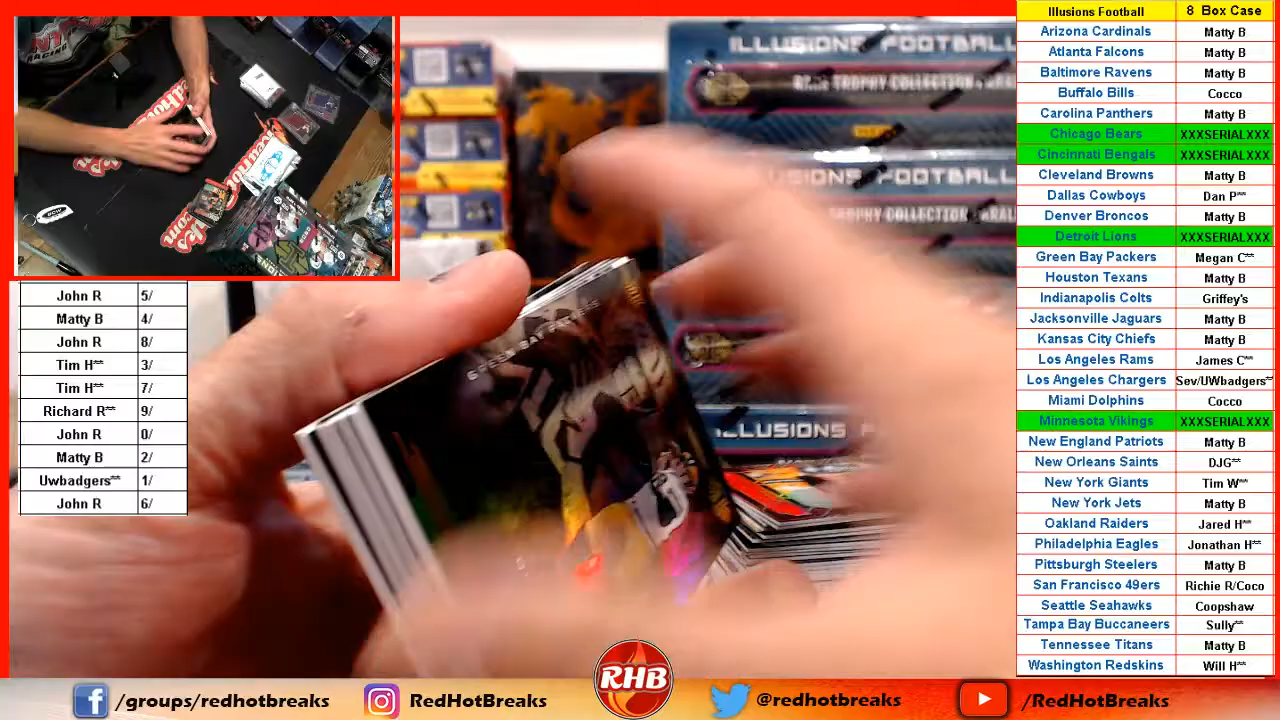 Illusions Football 8 Box Case
Arizona Cardinals Matty B
Atlanta Falcons Matty B
Baltimore Ravens Matty B
Buffalo Bills Cocco
Carolina Panthers Matty B
Chicago Bears XXXSERIALXXX
Cincinnati Bengals XXXSERIALXXX
Cleveland Browns Matty B
Dallas Cowboys Dan P**
Denver Broncos Matty B
Detroit Lions XXXSERIALXXX
Green Bay Packers Megan C**
Houston Texans Matty B
Indianapolis Colts Griffey's
Jacksonville Jaguars Matty B
Kansas City Chiefs Matty B
Los Angeles Rams James C**
Los Angeles Chargers Sev/UWbadgers**
Miami Dolphins Cocco
Minnesota Vikings XXXSERIALXXX
New England Patriots Matty B
New Orleans Saints DJG**
New York Giants Tim W**
New York Jets Matty B
Oakland Raiders Jared H**
Philadelphia Eagles Jonathan H**
Pittsburgh Steelers Matty B
San Francisco 49ers Richie R/Coco
Seattle Seahawks Coopshaw
Tampa Bay Buccaneers Sully**
Tennessee Titans Matty B
Washington Redskins Will H**
John R 5/
Matty B 4/
John R 8/
Tim H** 3/
Tim H** 7/
Richard R** 9/
John R 0/
Matty B 2/
Uwbadgers** 1/
John R 6/
ILLUSIONS FOOTBALL
TROPHY COLLECTION
ILLUSIONS FOOTBALL
TROPHY COLLECTION
ILLUSIONS FOOTBALL
GREEN BAY PACKERS
/groups/redhotbreaks
RedHotBreaks
RHB
@redhotbreaks
/RedHotBreaks